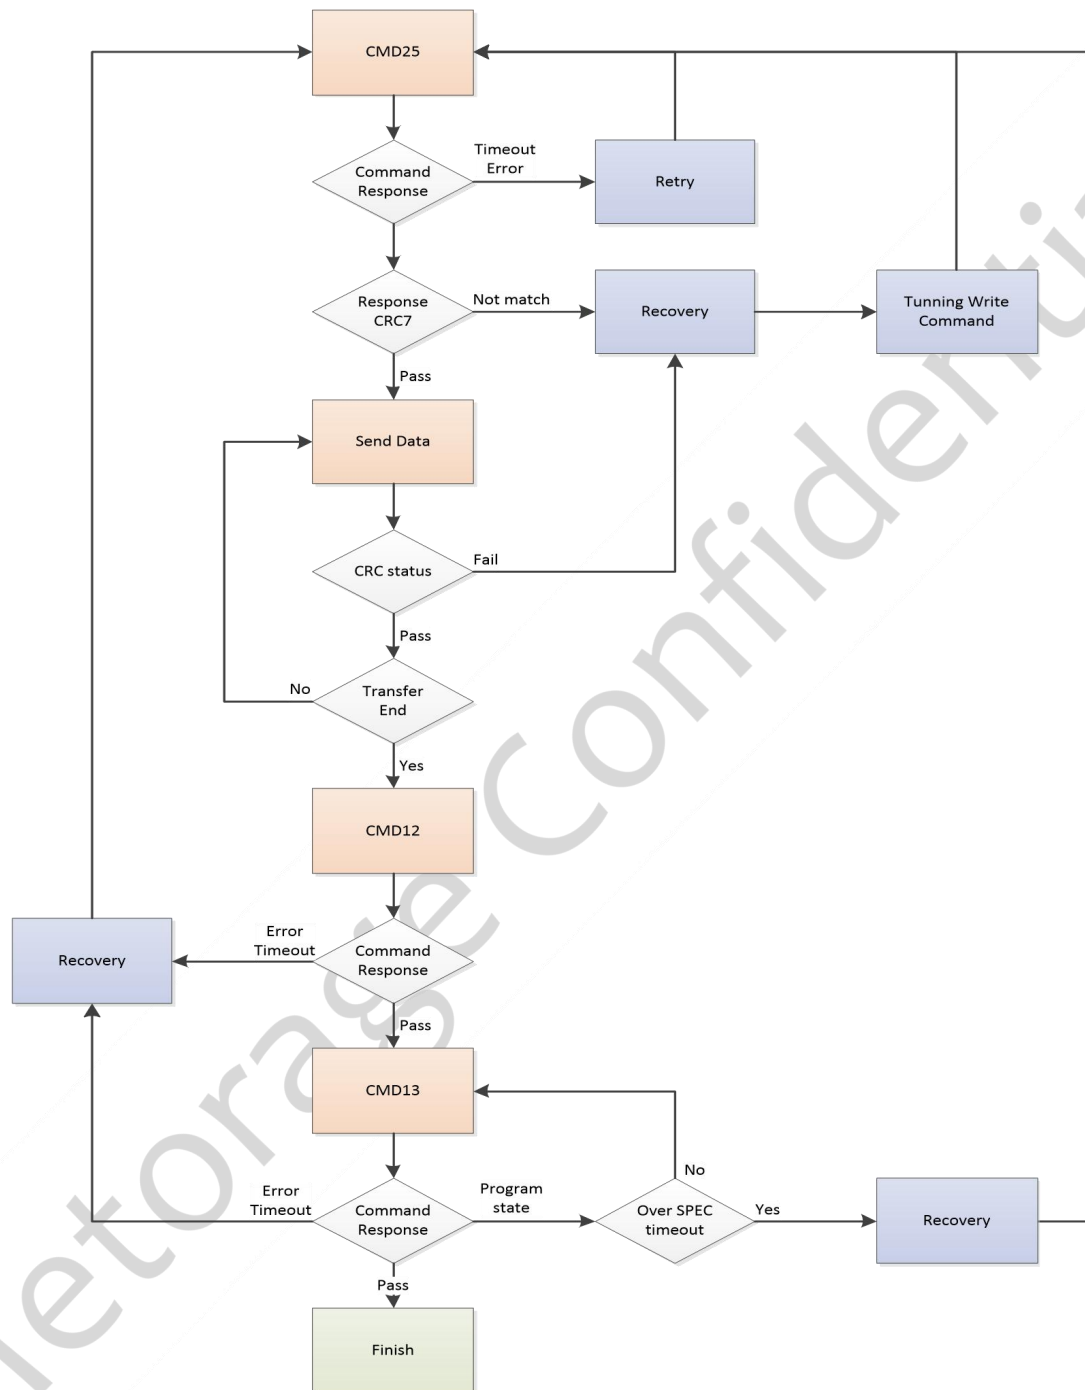 CMD25
Timeout
Error
Command
Response
Retry
Response
CRC7
Not match
Recovery
Tunning Write
Command
Pass
Send Data
CRC status
Fail
Pass
No
Transfer
End
Yes
CMD12
Recovery
Error
Timeout
Command
Response
Pass
CMD13
No
Error
Timeout
Command
Response
Program
state
Over SPEC
timeout
Yes
Recovery
Pass
Finish
etorage Confidenti